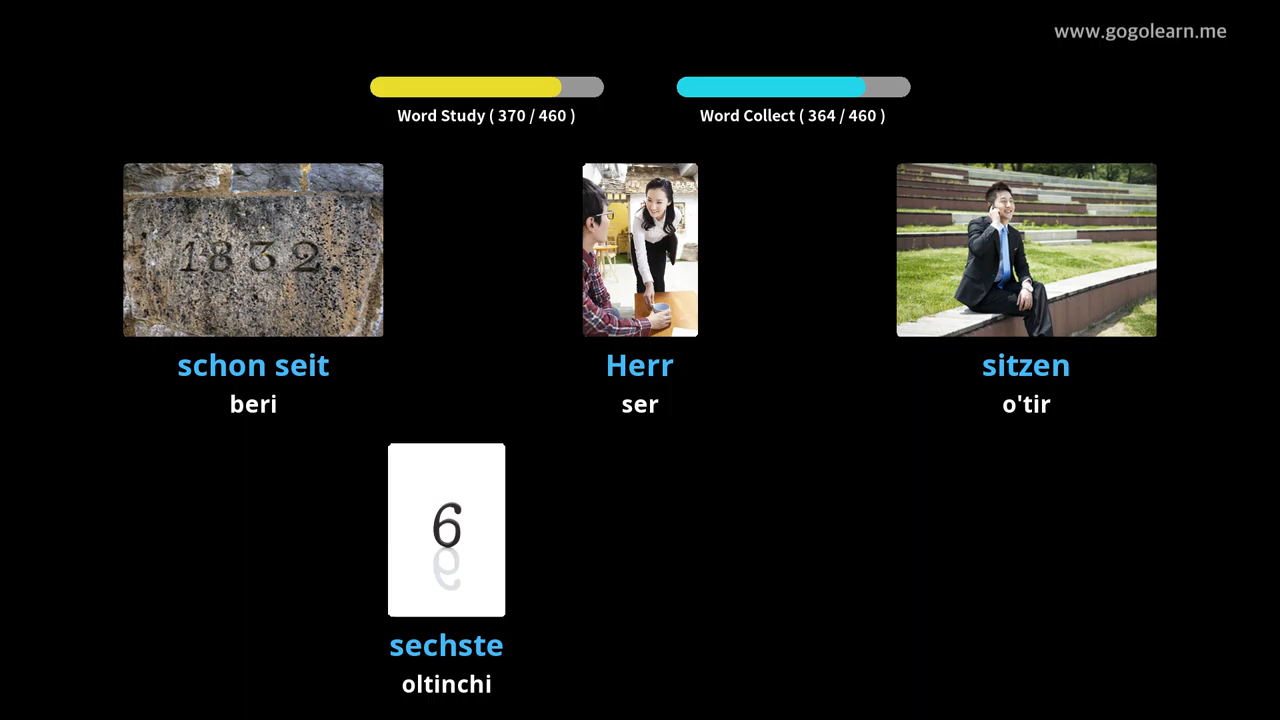 www.gogolearn.me
Word Study ( 370 / 460 )
Word Collect ( 364 / 460 )
1832.
schon seit
beri
Herr
ser
sitzen
o'tir
6
sechste
oltinchi